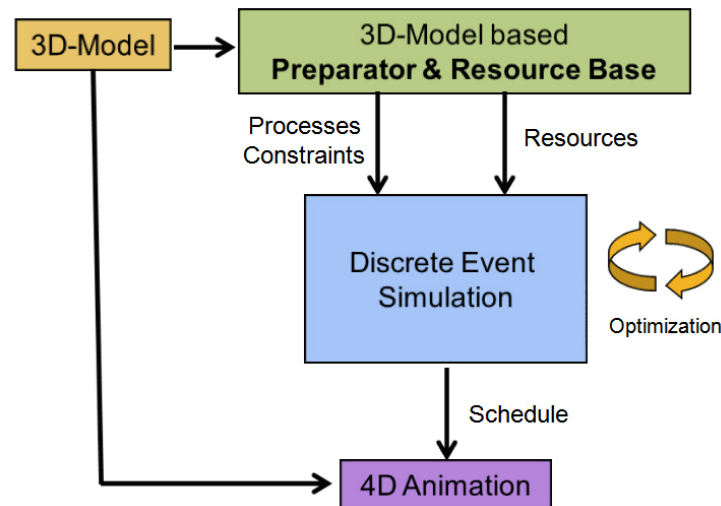 3D-Model
3D-Model based
Preparator & Resource Base
Processes
Constraints
Resources
Discrete Event
Simulation
Optimization
Schedule
4D Animation